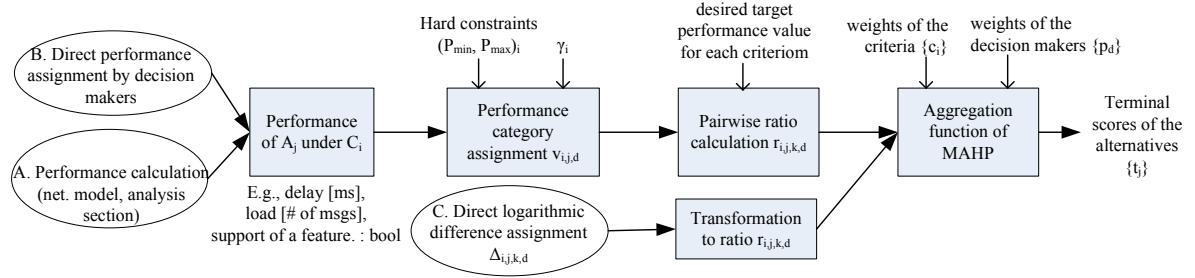 B. Direct performance
assignment by decision
makers
A. Performance calculation
(net. model, analysis
section)
Performance
of Aj under Ci
E.g., delay [ms],
load [# of msgs],
support of a feature. : bool
Hard constraints
(Pmin, Pmax)i
γi
Performance
category
assignment vi,j,d
C. Direct logarithmic
difference assignment
Δi,j,k,d
desired target
performance value
for each criteriom
Pairwise ratio
calculation ri,j,k,d
Transformation
to ratio ri,j,k,d
weights of the
criteria {ci}
weights of the
decision makers {pd}
Aggregation
function of
MAHP
Terminal
scores of the
alternatives
{tj}